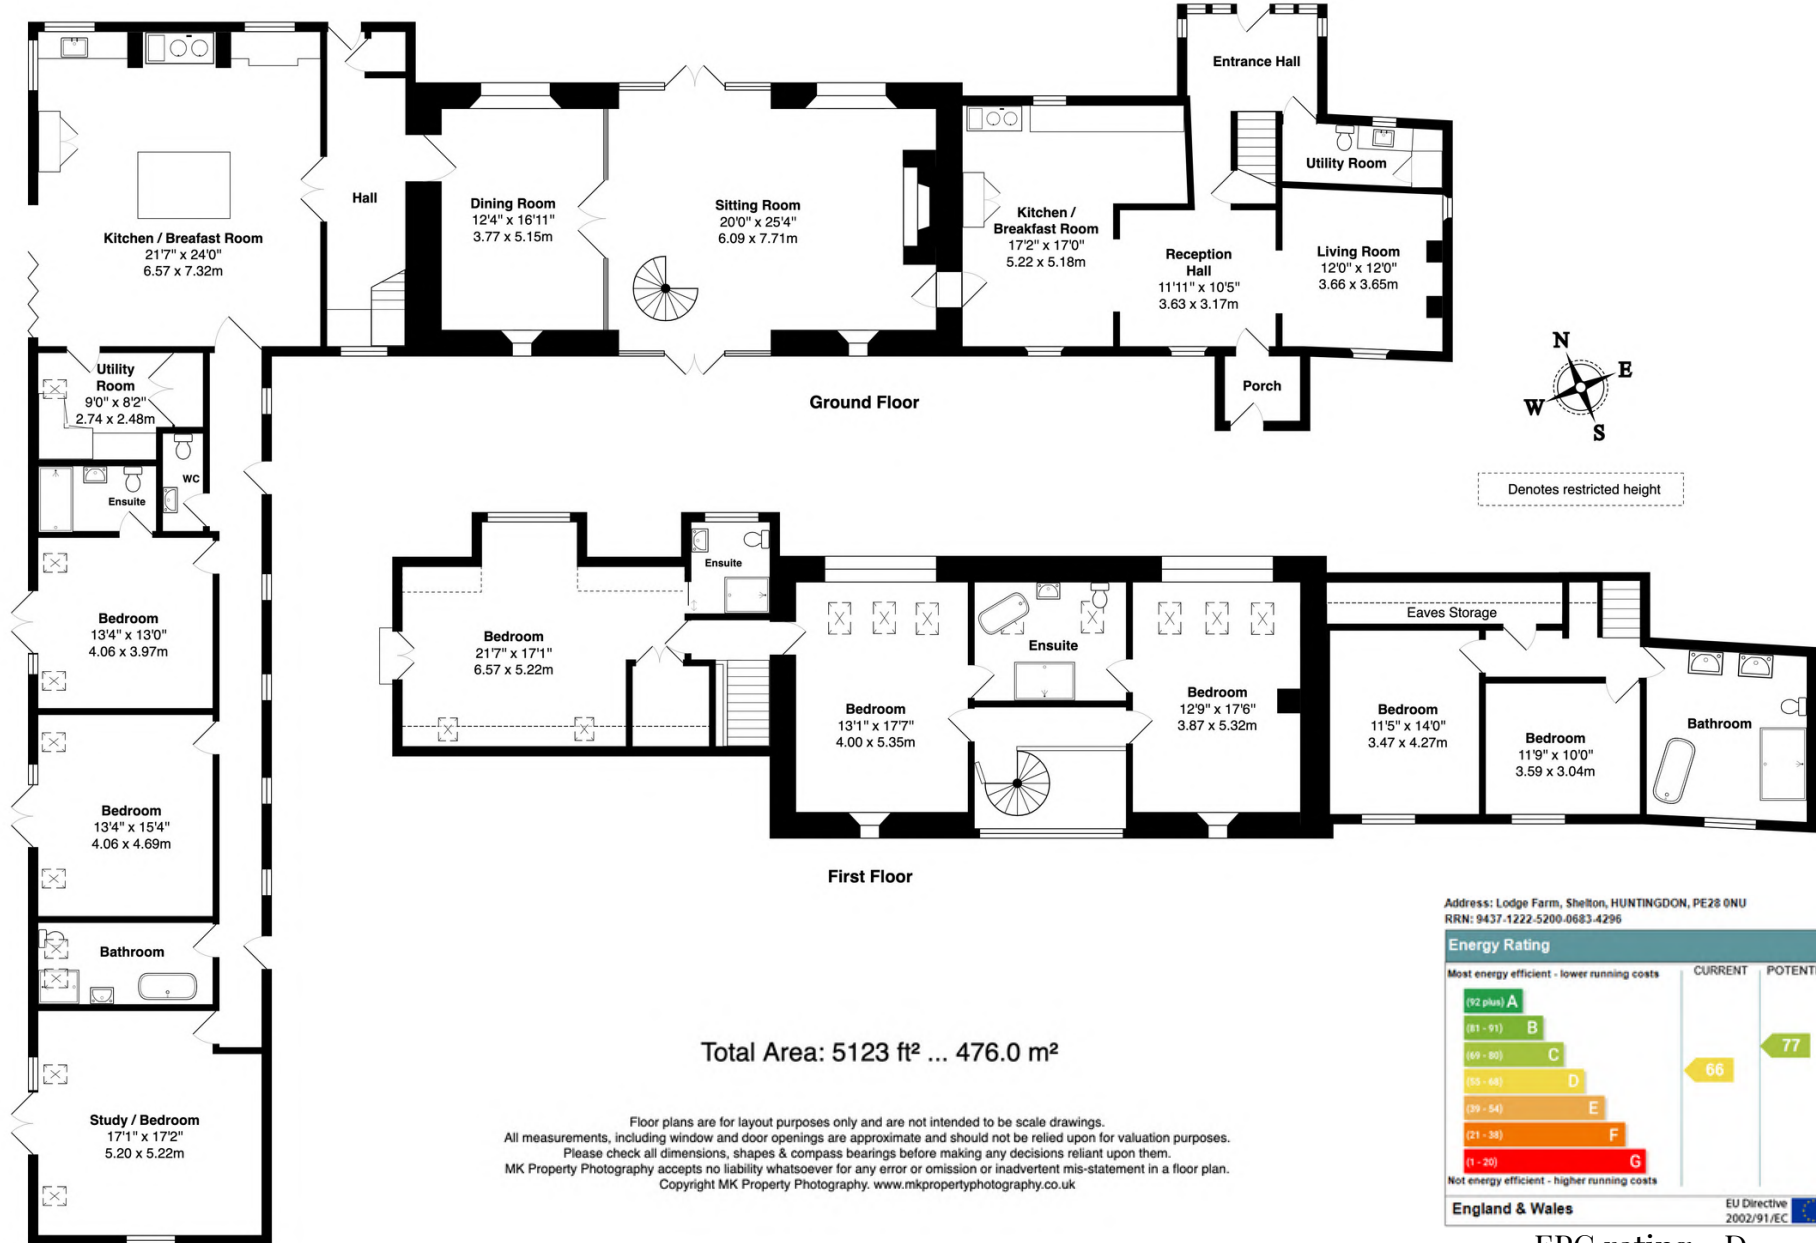 Entrance Hall
Utility Room
Hall
Dining Room
12'4" x 16'11"
3.77 x 5.15m
Sitting Room
20'0" x 25'4"
6.09 x 7.71m
Kitchen /
Breakfast Room
17'2" x 17'0"
5.22 x 5.18m
Kitchen / Breafast Room
21'7" x 24'0"
6.57 x 7.32m
Reception
Hall
11'11" x 10'5"
3.63 x 3.17m
Living Room
12'0" x 12'0"
3.66 x 3.65m
Utility
Room
9'0" x 8'2"
2.74 x 2.48m
Porch
Ground Floor
N
E
W
S
WC
Ensuite
Denotes restricted height
Bedroom
13'4" x 13'0"
4.06 x 3.97m
Ensuite
Bedroom
21'7" x 17'1"
6.57 x 5.22m
Ensuite
Eaves Storage
Bedroom
13'1" x 17'7"
4.00 x 5.35m
Bedroom
12'9" x 17'6"
3.87 x 5.32m
Bedroom
11'5" x 14'0"
3.47 x 4.27m
Bedroom
11'9" x 10'0"
3.59 x 3.04m
Bathroom
Bedroom
13'4" x 15'4"
4.06 x 4.69m
First Floor
Bathroom
Study / Bedroom
17'1" x 17'2"
5.20 x 5.22m
Total Area: 5123 ft² ... 476.0 m²
Floor plans are for layout purposes only and are not intended to be scale drawings.
All measurements, including window and door openings are approximate and should not be relied upon for valuation purposes.
Please check all dimensions, shapes & compass bearings before making any decisions reliant upon them.
MK Property Photography accepts no liability whatsoever for any error or omission or inadvertent mis-statement in a floor plan.
Copyright MK Property Photography. www.mkpropertyphotography.co.uk
Address: Lodge Farm, Shelton, HUNTINGDON, PE28 0NU
RRN: 9437-1222-5200-0683-4296
Energy Rating
Most energy efficient - lower running costs
CURRENT
POTENTI
(92 plus) A
(81 - 91) B
(69 - 80) C
(55 - 68) D
(39 - 54) E
(21 - 38) F
(1 - 20) G
66
77
Not energy efficient - higher running costs
England & Wales
EU Directive
2002/91/EC